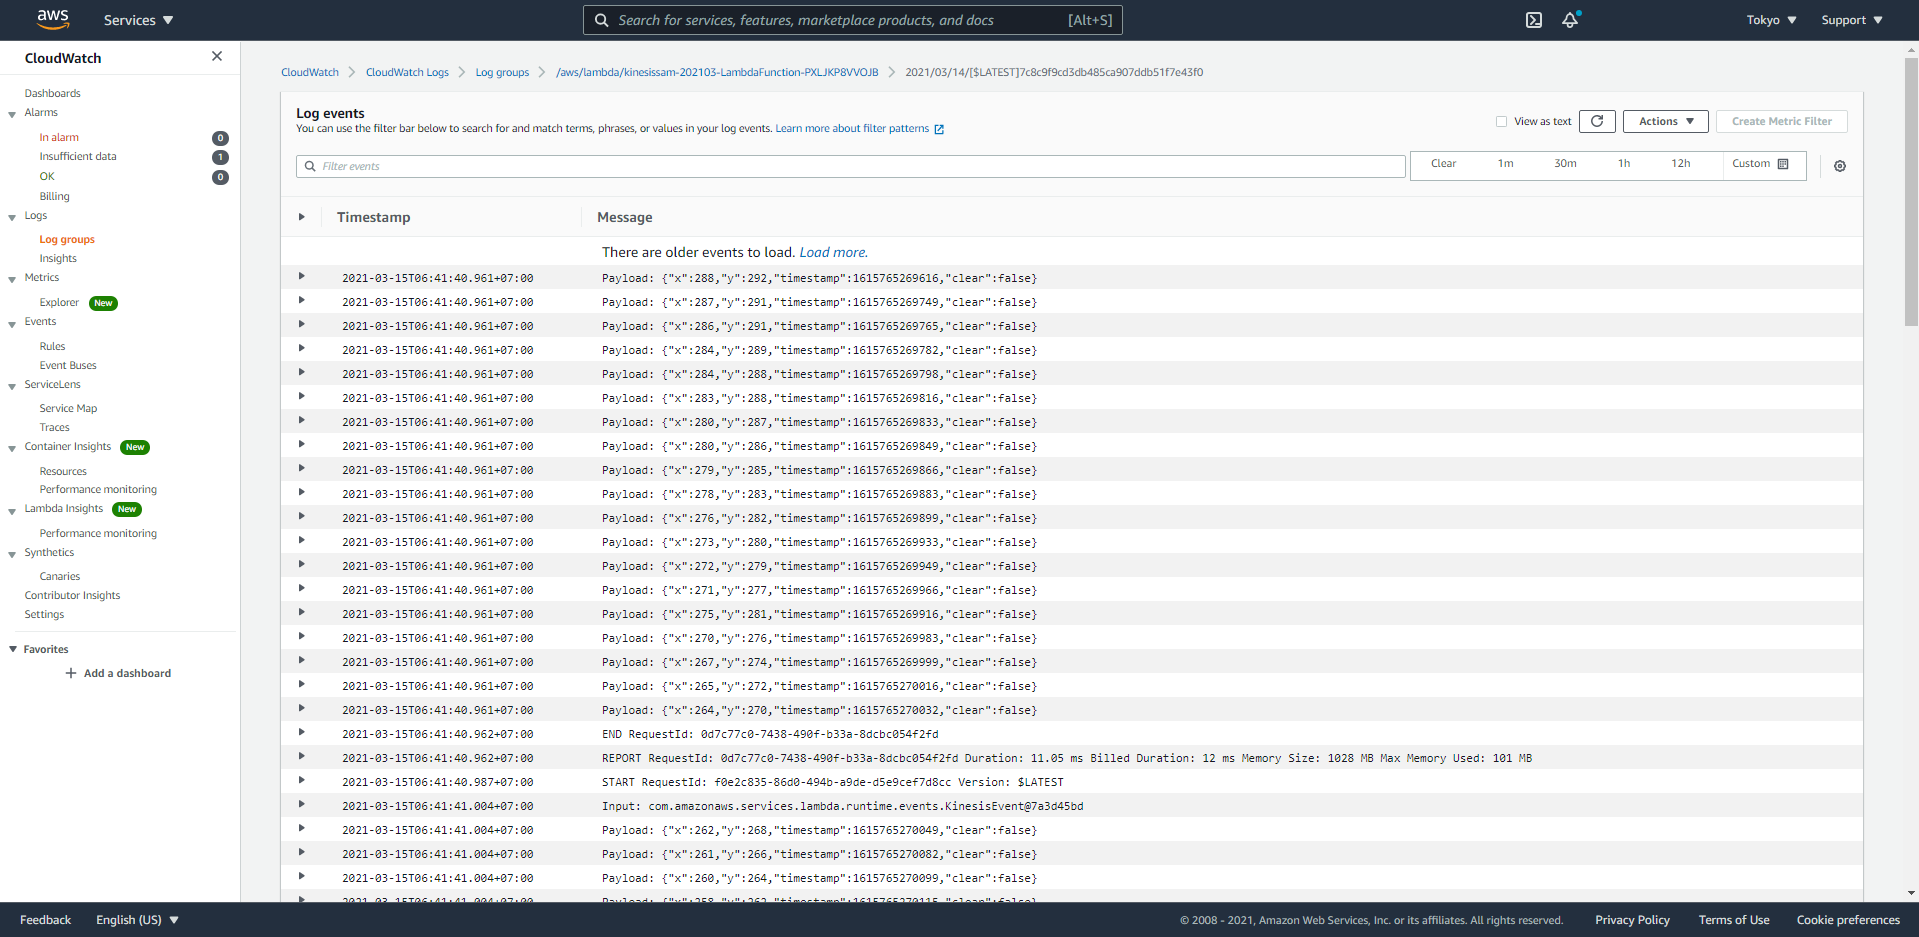 aws Services Search for services, features, marketplace products, and docs [Alt+S] Tokyo Support
CloudWatch
Dashboards
Alarms
In alarm 0
Insufficient data 1
OK 0
Billing
Logs
Log groups
Insights
Metrics
Explorer New
Events
Rules
Event Buses
ServiceLens
Service Map
Traces
Container Insights New
Resources
Performance monitoring
Lambda Insights New
Performance monitoring
Synthetics
Canaries
Contributor Insights
Settings
Favorites
Add a dashboard
CloudWatch CloudWatch Logs Log groups /aws/lambda/kinesissam-202103-LambdaFunction-PXLJKP8VVOJB 2021/03/14/[$LATEST]7c8c9f9cd3db485ca907ddb51f7e43f0
Log events
You can use the filter bar below to search for and match terms, phrases, or values in your log events. Learn more about filter patterns
View as text Actions Create Metric Filter
Filter events Clear 1m 30m 1h 12h Custom
Timestamp Message
There are older events to load. Load more.
2021-03-15T06:41:40.961+07:00 Payload: {"x":288,"y":292,"timestamp":1615765269616,"clear":false}
2021-03-15T06:41:40.961+07:00 Payload: {"x":287,"y":291,"timestamp":1615765269749,"clear":false}
2021-03-15T06:41:40.961+07:00 Payload: {"x":286,"y":291,"timestamp":1615765269765,"clear":false}
2021-03-15T06:41:40.961+07:00 Payload: {"x":284,"y":289,"timestamp":1615765269782,"clear":false}
2021-03-15T06:41:40.961+07:00 Payload: {"x":284,"y":288,"timestamp":1615765269798,"clear":false}
2021-03-15T06:41:40.961+07:00 Payload: {"x":283,"y":288,"timestamp":1615765269816,"clear":false}
2021-03-15T06:41:40.961+07:00 Payload: {"x":280,"y":287,"timestamp":1615765269833,"clear":false}
2021-03-15T06:41:40.961+07:00 Payload: {"x":280,"y":286,"timestamp":1615765269849,"clear":false}
2021-03-15T06:41:40.961+07:00 Payload: {"x":279,"y":285,"timestamp":1615765269866,"clear":false}
2021-03-15T06:41:40.961+07:00 Payload: {"x":278,"y":283,"timestamp":1615765269883,"clear":false}
2021-03-15T06:41:40.961+07:00 Payload: {"x":276,"y":282,"timestamp":1615765269899,"clear":false}
2021-03-15T06:41:40.961+07:00 Payload: {"x":273,"y":280,"timestamp":1615765269933,"clear":false}
2021-03-15T06:41:40.961+07:00 Payload: {"x":272,"y":279,"timestamp":1615765269949,"clear":false}
2021-03-15T06:41:40.961+07:00 Payload: {"x":271,"y":277,"timestamp":1615765269966,"clear":false}
2021-03-15T06:41:40.961+07:00 Payload: {"x":275,"y":281,"timestamp":1615765269916,"clear":false}
2021-03-15T06:41:40.961+07:00 Payload: {"x":270,"y":276,"timestamp":1615765269983,"clear":false}
2021-03-15T06:41:40.961+07:00 Payload: {"x":267,"y":274,"timestamp":1615765269999,"clear":false}
2021-03-15T06:41:40.961+07:00 Payload: {"x":265,"y":272,"timestamp":1615765270016,"clear":false}
2021-03-15T06:41:40.961+07:00 Payload: {"x":264,"y":270,"timestamp":1615765270032,"clear":false}
2021-03-15T06:41:40.962+07:00 END RequestId: 0d7c77c0-7438-490f-b33a-8dcbc054f2fd
2021-03-15T06:41:40.962+07:00 REPORT RequestId: 0d7c77c0-7438-490f-b33a-8dcbc054f2fd Duration: 11.05 ms Billed Duration: 12 ms Memory Size: 1028 MB Max Memory Used: 101 MB
2021-03-15T06:41:40.987+07:00 START RequestId: f0e2c835-86d0-494b-a9de-d5e9cef7d8cc Version: $LATEST
2021-03-15T06:41:41.004+07:00 Input: com.amazonaws.services.lambda.runtime.events.KinesisEvent@7a3d45bd
2021-03-15T06:41:41.004+07:00 Payload: {"x":262,"y":268,"timestamp":1615765270049,"clear":false}
2021-03-15T06:41:41.004+07:00 Payload: {"x":261,"y":266,"timestamp":1615765270082,"clear":false}
2021-03-15T06:41:41.004+07:00 Payload: {"x":260,"y":264,"timestamp":1615765270099,"clear":false}
Feedback English (US) © 2008 - 2021, Amazon Web Services, Inc. or its affiliates. All rights reserved. Privacy Policy Terms of Use Cookie preferences